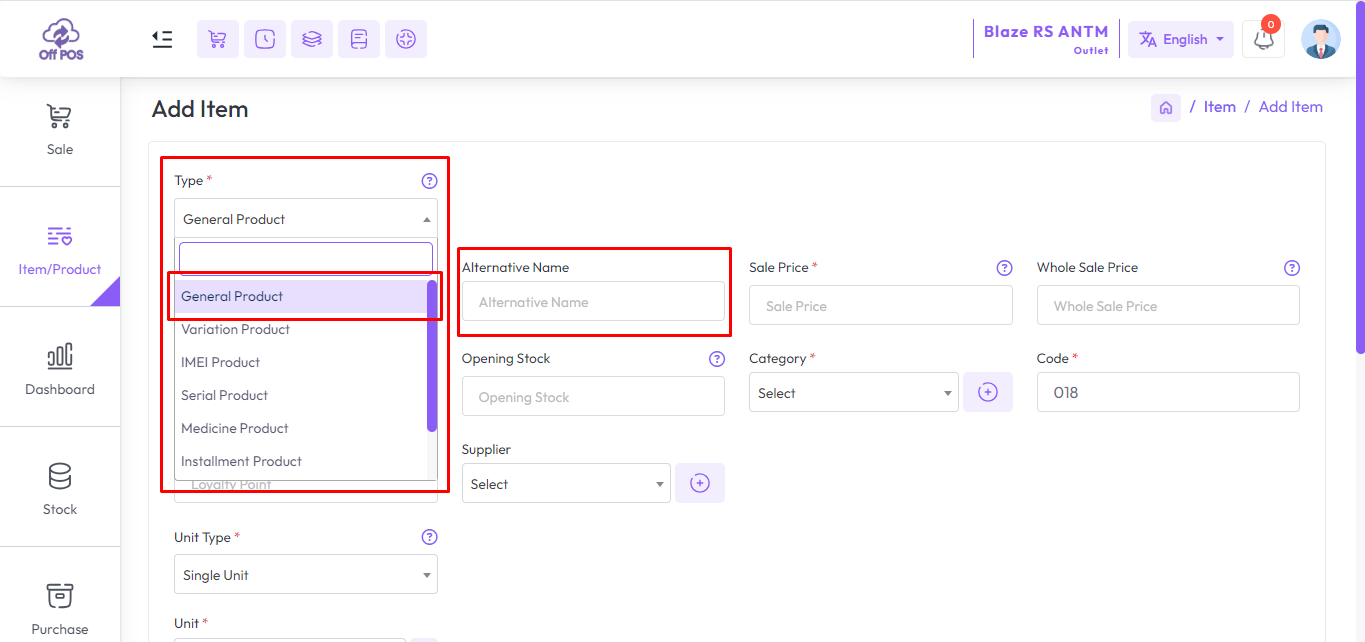 Off POS
Blaze RS ANTM
Outlet
English
0
Sale
Item/Product
Dashboard
Stock
Purchase
Add Item
/ Item / Add Item
Type *
General Product
General Product
Variation Product
IMEI Product
Serial Product
Medicine Product
Installment Product
Loyalty Point
Alternative Name
Alternative Name
Sale Price *
Sale Price
Whole Sale Price
Whole Sale Price
Opening Stock
Opening Stock
Category *
Select
Code *
018
Supplier
Select
Unit Type *
Single Unit
Unit *